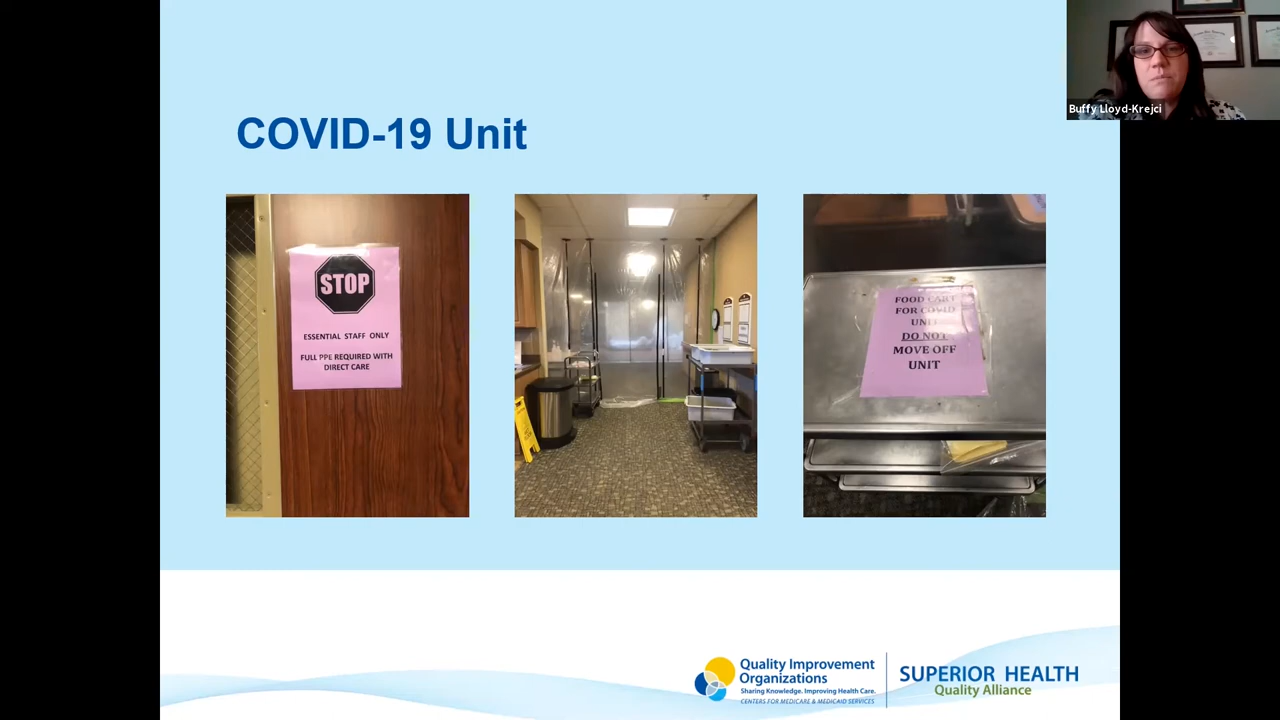 Buffy Lloyd-Krejci
COVID-19 Unit
STOP
ESSENTIAL STAFF ONLY
FULL PPE REQUIRED WITH
DIRECT CARE
FOOD CART
FOR COVID
UNIT
DO NOT
MOVE OFF
UNIT
Quality Improvement
Organizations
Sharing Knowledge. Improving Health Care.
CENTERS FOR MEDICARE & MEDICAID SERVICES
SUPERIOR HEALTH
Quality Alliance